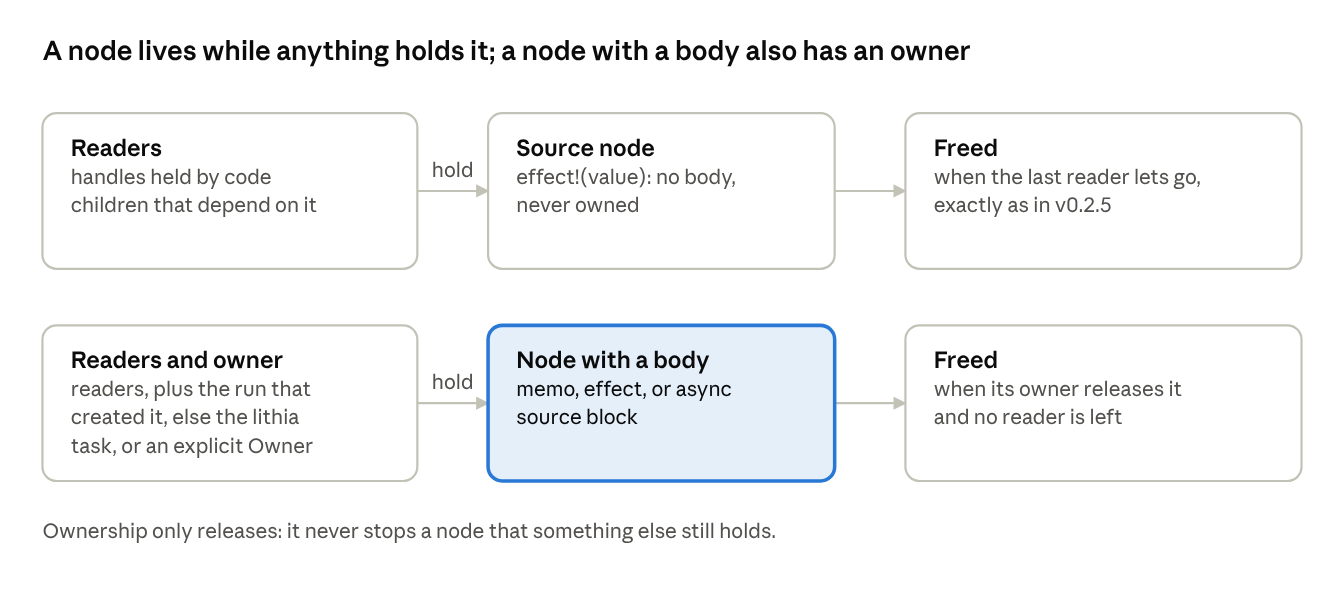 A node lives while anything holds it; a node with a body also has an owner
Readers
handles held by code
children that depend on it
hold
Source node
effect!(value): no body,
never owned
Freed
when the last reader lets go,
exactly as in v0.2.5
Readers and owner
readers, plus the run that
created it, else the lithia
task, or an explicit Owner
hold
Node with a body
memo, effect, or async
source block
Freed
when its owner releases it
and no reader is left
Ownership only releases: it never stops a node that something else still holds.